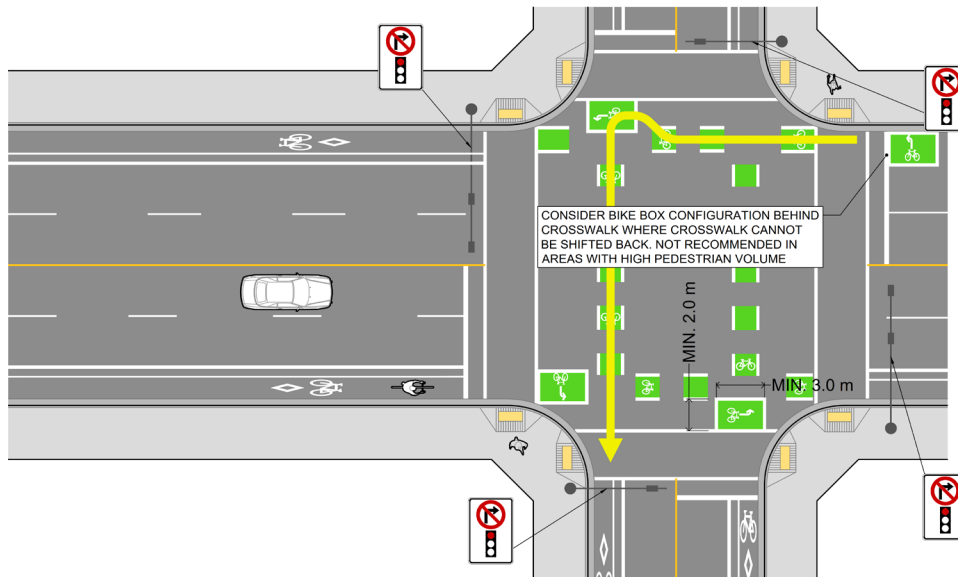 CONSIDER BIKE BOX CONFIGURATION BEHIND
CROSSWALK WHERE CROSSWALK CANNOT
BE SHIFTED BACK. NOT RECOMMENDED IN
AREAS WITH HIGH PEDESTRIAN VOLUME
MIN. 2.0 m
MIN. 3.0 m